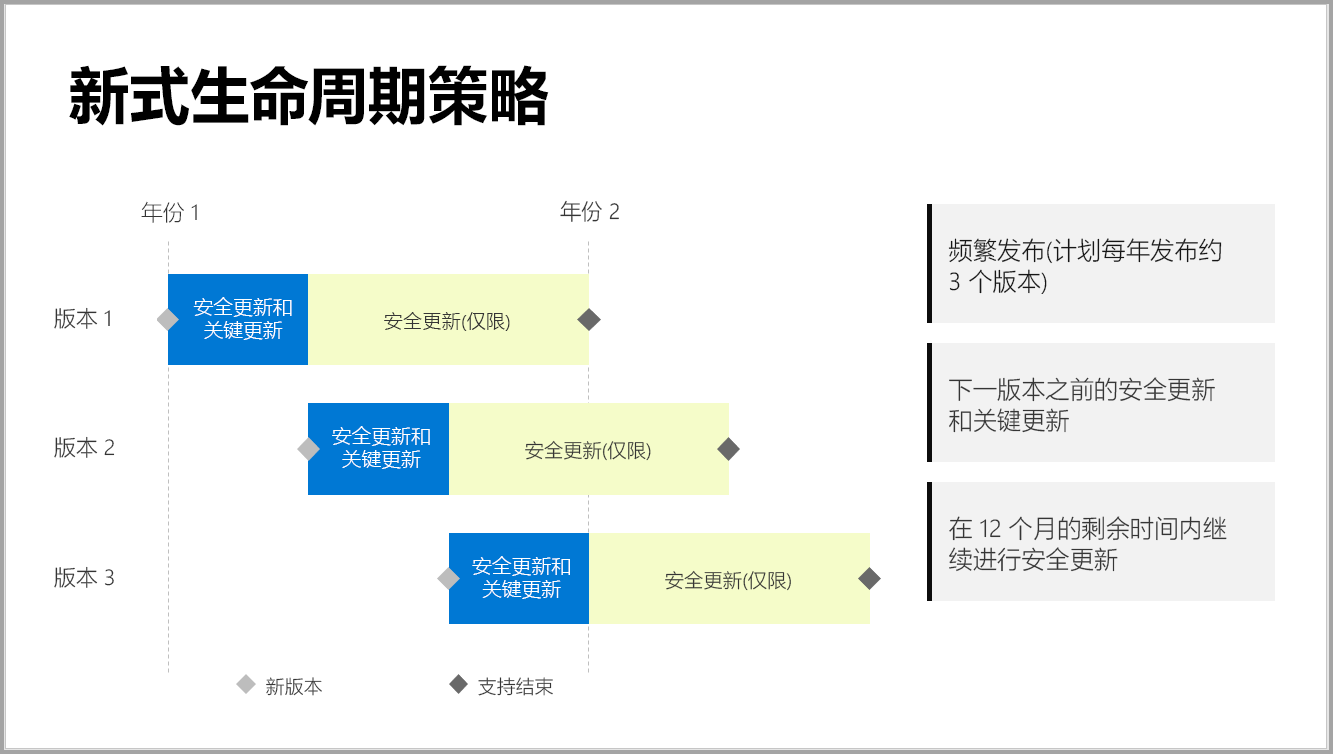 新式生命周期策略
年份 1
年份 2
版本 1
安全更新和
关键更新
安全更新(仅限)
版本 2
安全更新和
关键更新
安全更新(仅限)
版本 3
安全更新和
关键更新
安全更新(仅限)
新版本
支持结束
频繁发布(计划每年发布约
3 个版本)
下一版本之前的安全更新
和关键更新
在 12 个月的剩余时间内继
续进行安全更新